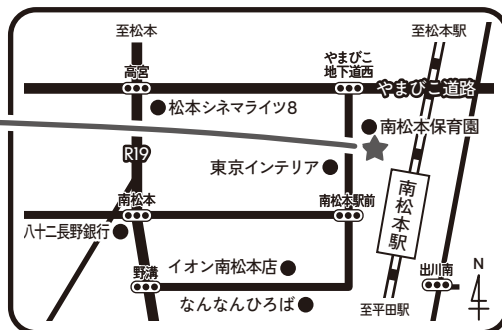 至松本
至松本駅
高宮
やまびこ
地下道西
やまびこ道路
松本シネマライツ8
南松本保育園
R19
東京インテリア
南松本
南松本駅前
南松本駅
八十二長野銀行
野溝
イオン南松本店
出川南
N
なんなんひろば
至平田駅